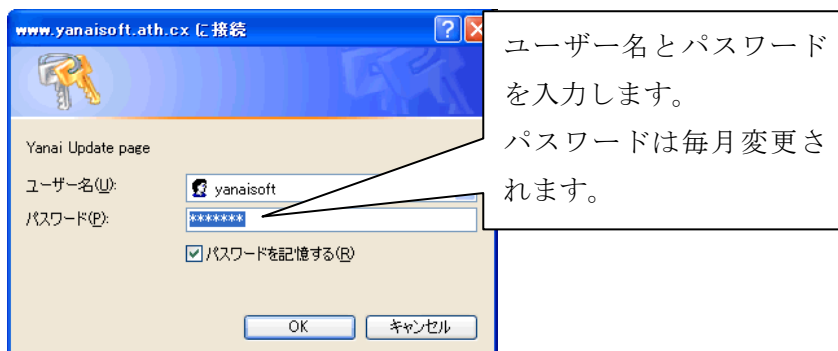 www.yanaisoft.ath.cx に接続
Yanai Update page
ユーザー名(U):
yanaisoft
パスワード(P):
*******
パスワードを記憶する(R)
OK
キャンセル
ユーザー名とパスワード
を入力します。
パスワードは毎月変更さ
れます。